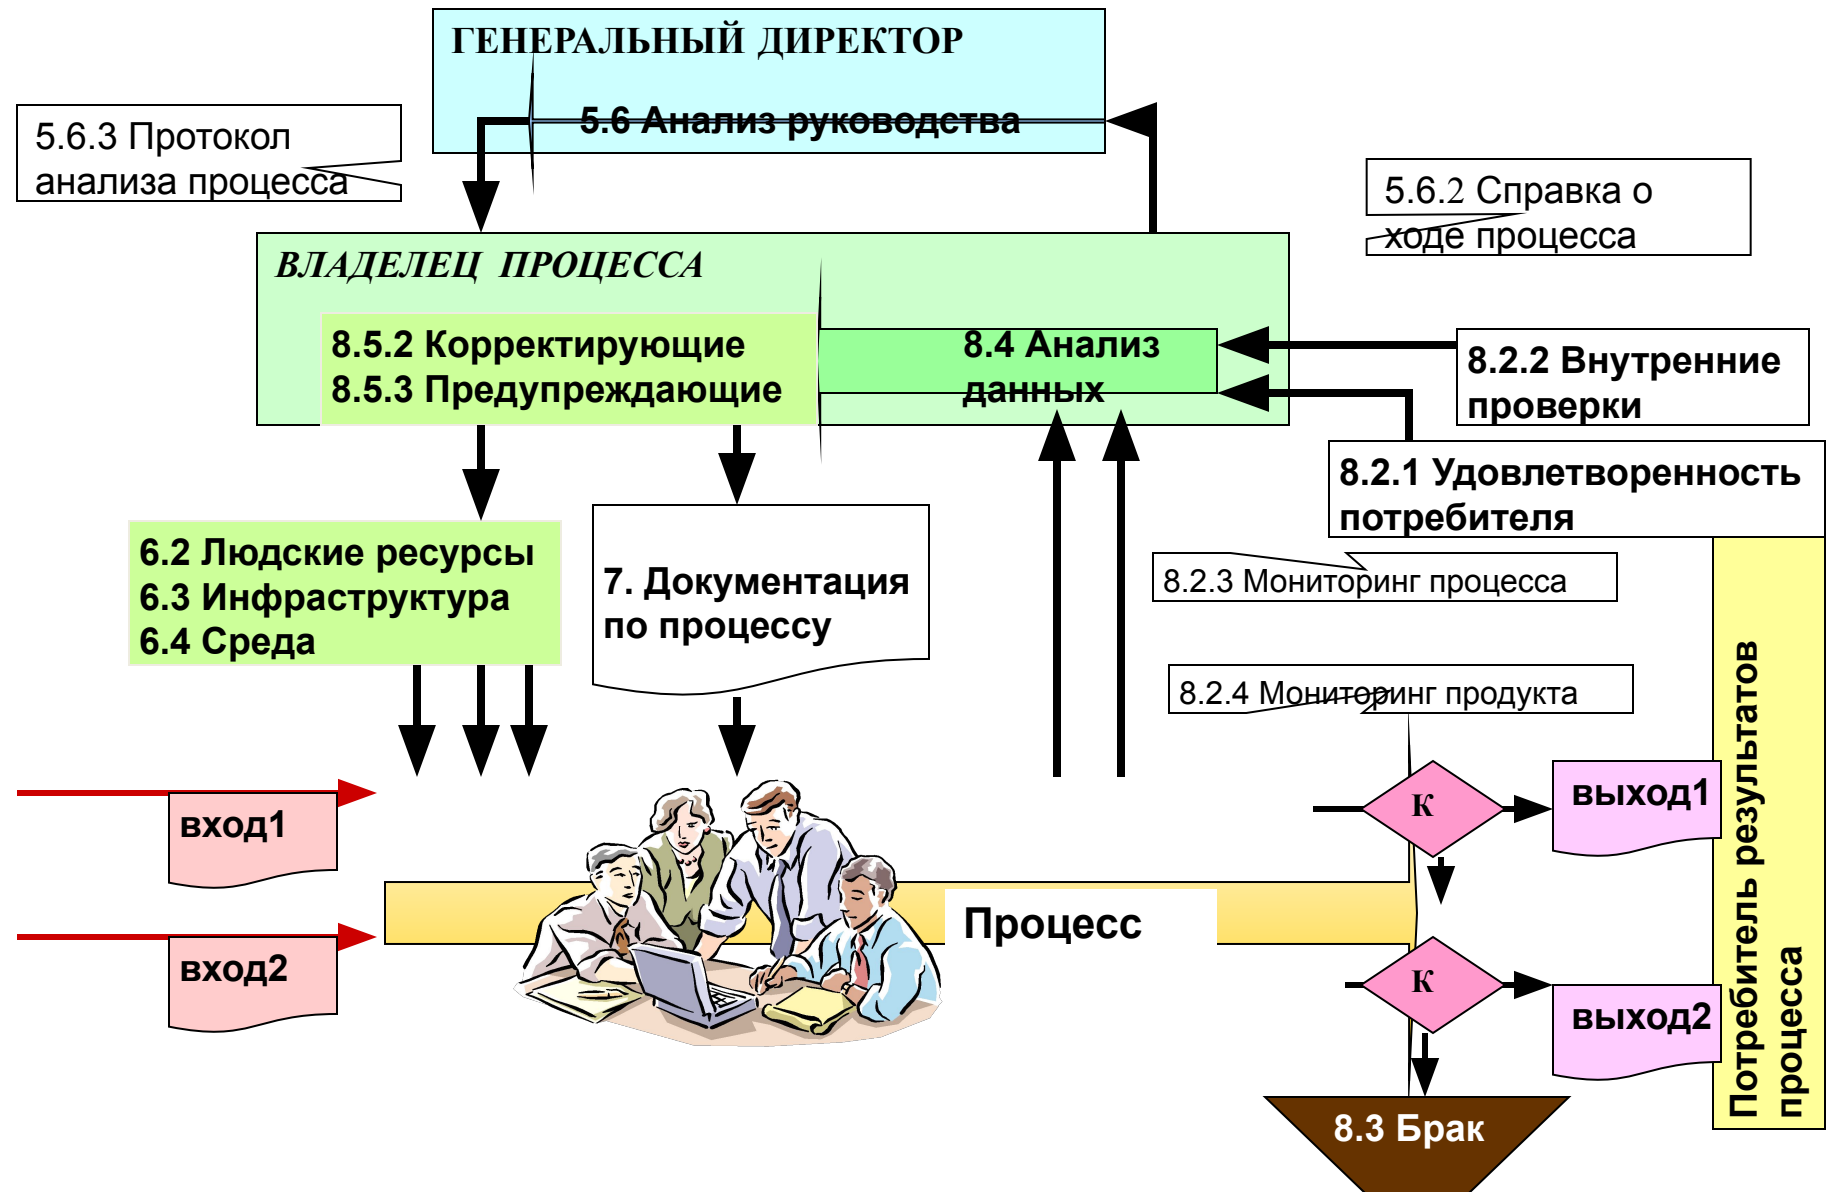 ГЕНЕРАЛЬНЫЙ ДИРЕКТОР
5.6 Анализ руководства
5.6.3 Протокол
анализа процесса
5.6.2 Справка о
ходе процесса
ВЛАДЕЛЕЦ ПРОЦЕССА
8.5.2 Корректирующие
8.5.3 Предупреждающие
8.4 Анализ
данных
8.2.2 Внутренние
проверки
8.2.1 Удовлетворенность
потребителя
6.2 Людские ресурсы
6.3 Инфраструктура
6.4 Среда
7. Документация
по процессу
8.2.3 Мониторинг процесса
8.2.4 Мониторинг продукта
вход1
вход2
Процесс
К
К
выход1
выход2
Потребитель результатов
процесса
8.3 Брак